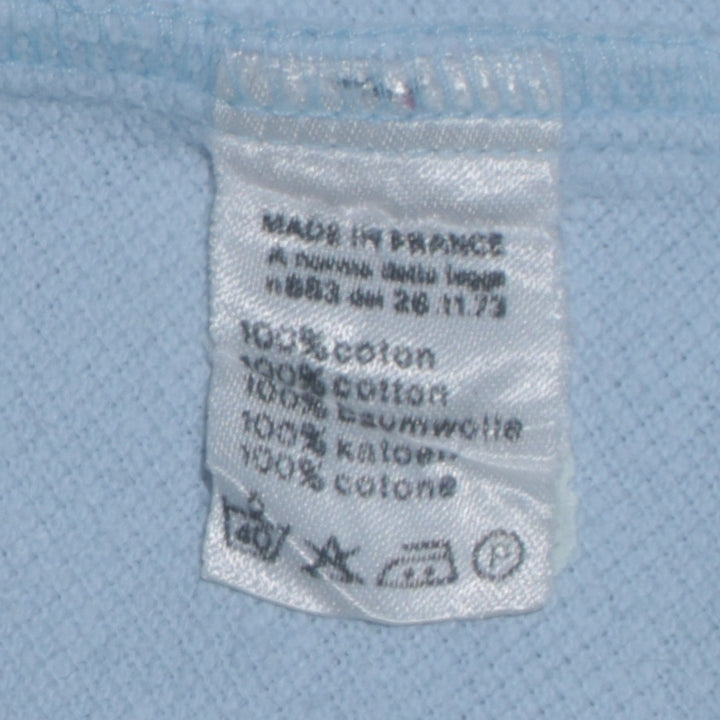 MADE IN FRANCE
A norma della legge
n 883 del 26.11.73
100% coton
100% cotton
100% baumwolle
100% katoen
100% cotone
40
P